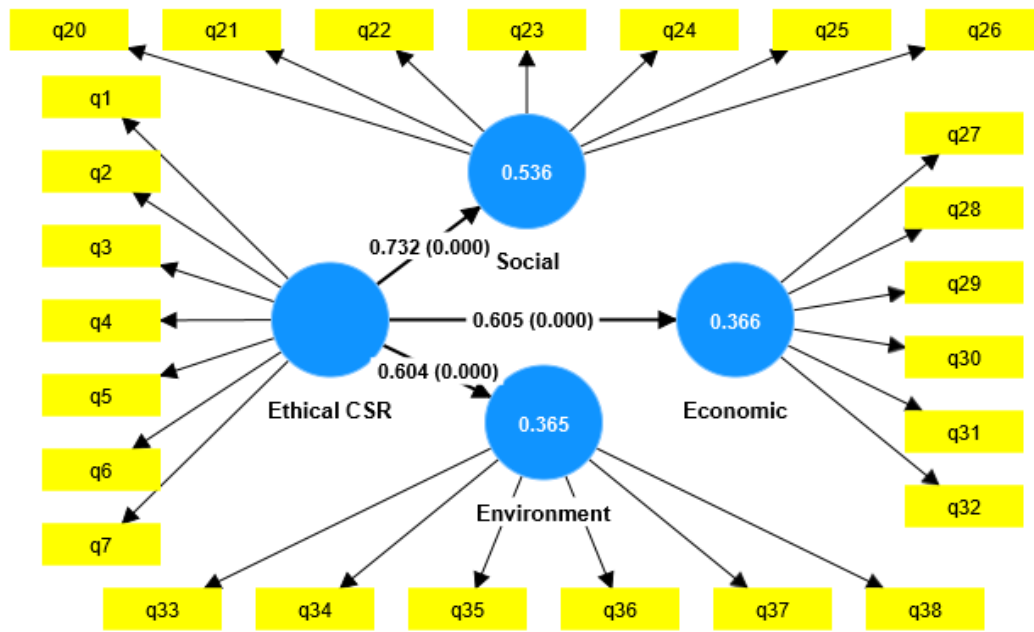 q20
q21
q22
q23
q24
q25
q26
q1
q2
q3
q4
q5
q6
q7
0.536
Social
0.732 (0.000)
Ethical CSR
0.605 (0.000)
0.604 (0.000)
0.366
Economic
0.365
Environment
q27
q28
q29
q30
q31
q32
q33
q34
q35
q36
q37
q38